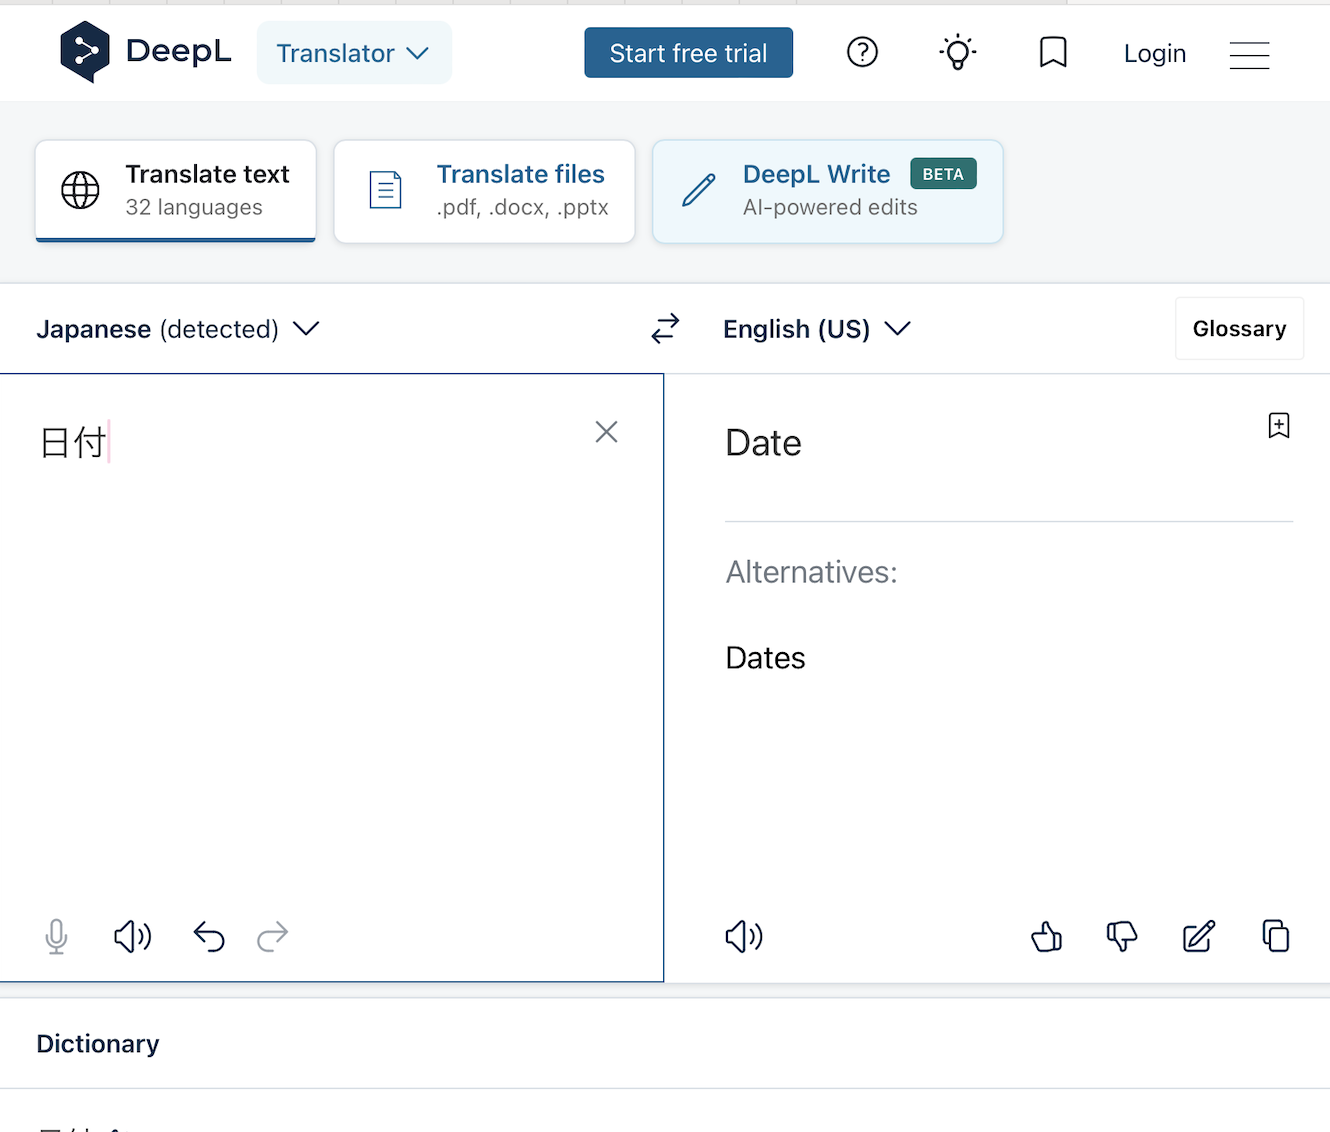 DeepL
Translator
Start free trial
Login
Translate text
32 languages
Translate files
.pdf, .docx, .pptx
DeepL Write BETA
AI-powered edits
Japanese (detected)
English (US)
Glossary
日付
Date
Alternatives:
Dates
Dictionary